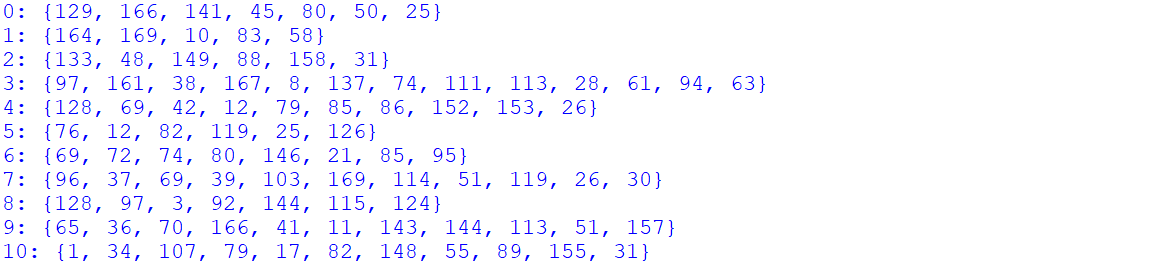 0: {129, 166, 141, 45, 80, 50, 25}
1: {164, 169, 10, 83, 58}
2: {133, 48, 149, 88, 158, 31}
3: {97, 161, 38, 167, 8, 137, 74, 111, 113, 28, 61, 94, 63}
4: {128, 69, 42, 12, 79, 85, 86, 152, 153, 26}
5: {76, 12, 82, 119, 25, 126}
6: {69, 72, 74, 80, 146, 21, 85, 95}
7: {96, 37, 69, 39, 103, 169, 114, 51, 119, 26, 30}
8: {128, 97, 3, 92, 144, 115, 124}
9: {65, 36, 70, 166, 41, 11, 143, 144, 113, 51, 157}
10: {1, 34, 107, 79, 17, 82, 148, 55, 89, 155, 31}